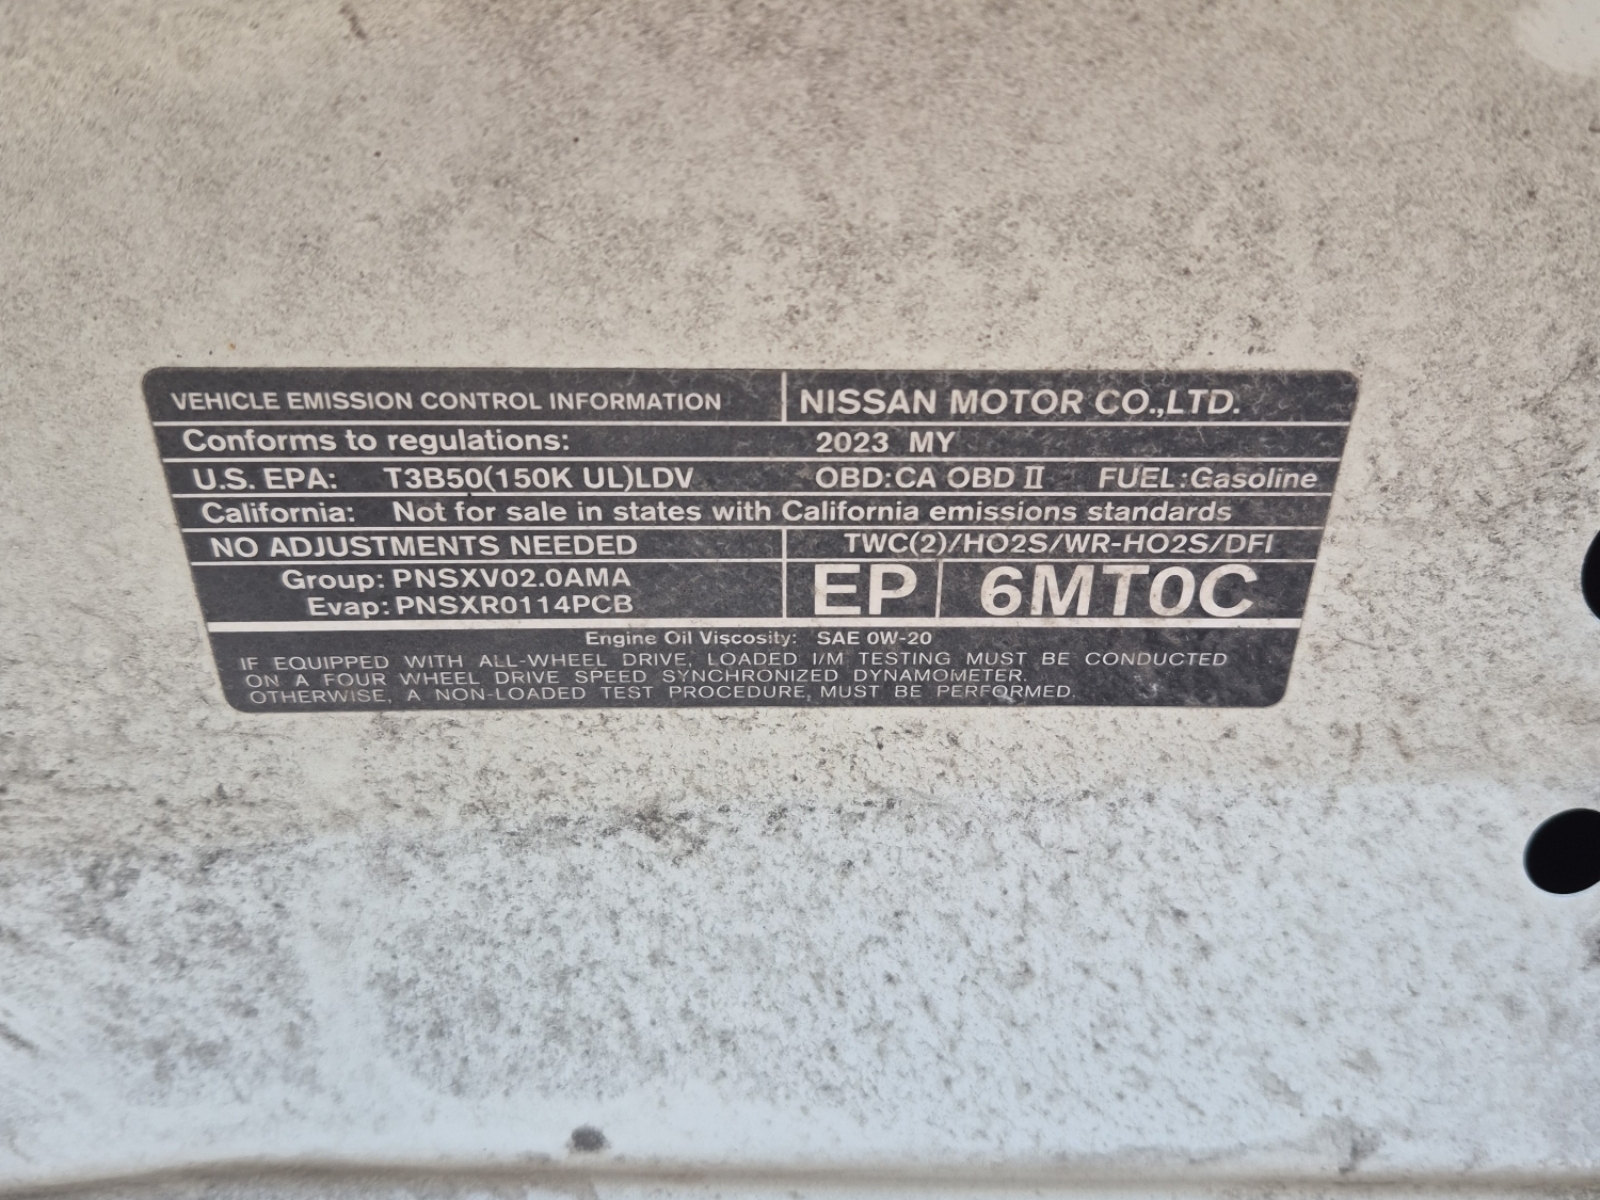 VEHICLE EMISSION CONTROL INFORMATION NISSAN MOTOR CO.,LTD.
Conforms to regulations: 2023 MY
U.S. EPA: T3B50(150K UL)LDV OBD:CA OBD II FUEL:Gasoline
California: Not for sale in states with California emissions standards
NO ADJUSTMENTS NEEDED TWC(2)/HO2S/WR-HO2S/DFI
Group: PNSXV02.0AMA
Evap: PNSXR0114PCB
EP 6MT0C
Engine Oil Viscosity: SAE 0W-20
IF EQUIPPED WITH ALL-WHEEL DRIVE, LOADED I/M TESTING MUST BE CONDUCTED
ON A FOUR WHEEL DRIVE SPEED SYNCHRONIZED DYNAMOMETER.
OTHERWISE, A NON-LOADED TEST PROCEDURE MUST BE PERFORMED.